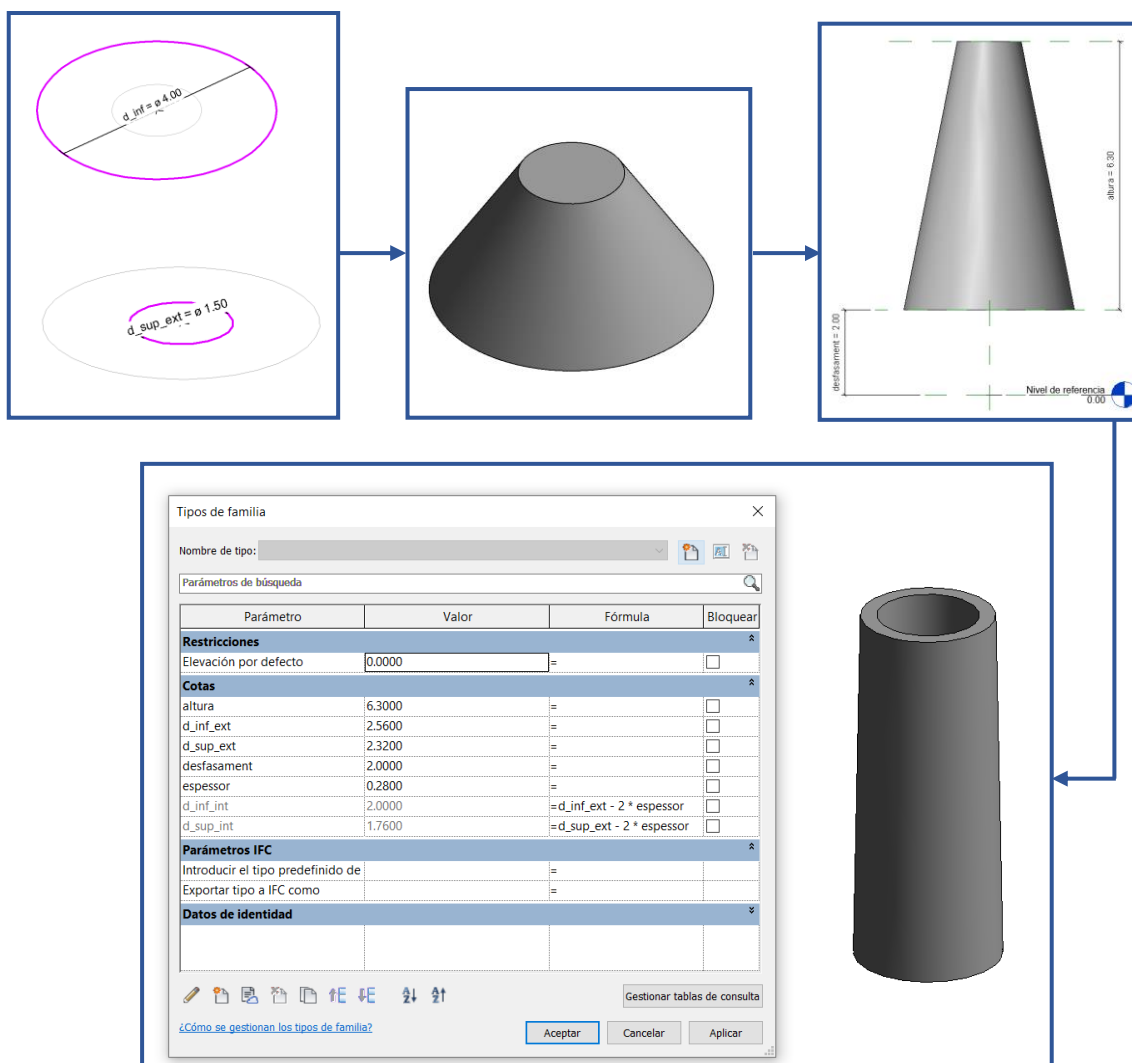 d_inf = ø 4.00
d_sup_ext = ø 1.50
altura = 6.30
desfasament = 2.00
Nivel de referencia
0.00
Tipos de familia
Nombre de tipo:
Parámetros de búsqueda
Parámetro Valor Fórmula Bloquear
Restricciones
Elevación por defecto 0.0000 =
Cotas
altura 6.3000 =
d_inf_ext 2.5600 =
d_sup_ext 2.3200 =
desfasament 2.0000 =
espessor 0.2800 =
d_inf_int 2.0000 =d_inf_ext - 2 * espessor
d_sup_int 1.7600 =d_sup_ext - 2 * espessor
Parámetros IFC
Introducir el tipo predefinido de =
Exportar tipo a IFC como =
Datos de identidad
Gestionar tablas de consulta
¿Cómo se gestionan los tipos de familia?
Aceptar Cancelar Aplicar